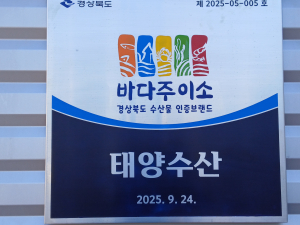 경상북도
제 2025-05-005 호
바다주이소
경상북도 수산물 인증브랜드
태양수산
2025. 9. 24.